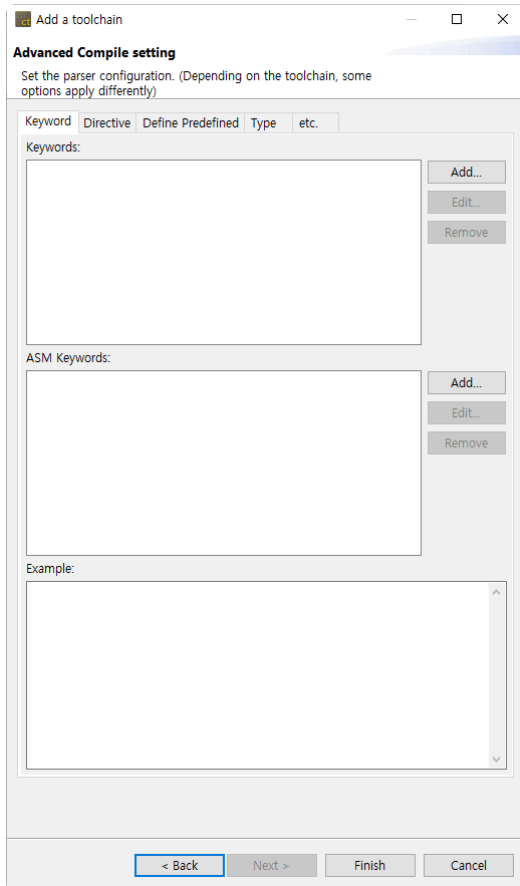 ct Add a toolchain
Advanced Compile setting
Set the parser configuration. (Depending on the toolchain, some
options apply differently)
Keyword Directive Define Predefined Type etc.
Keywords:
Add...
Edit...
Remove
ASM Keywords:
Add...
Edit...
Remove
Example:
< Back Next > Finish Cancel